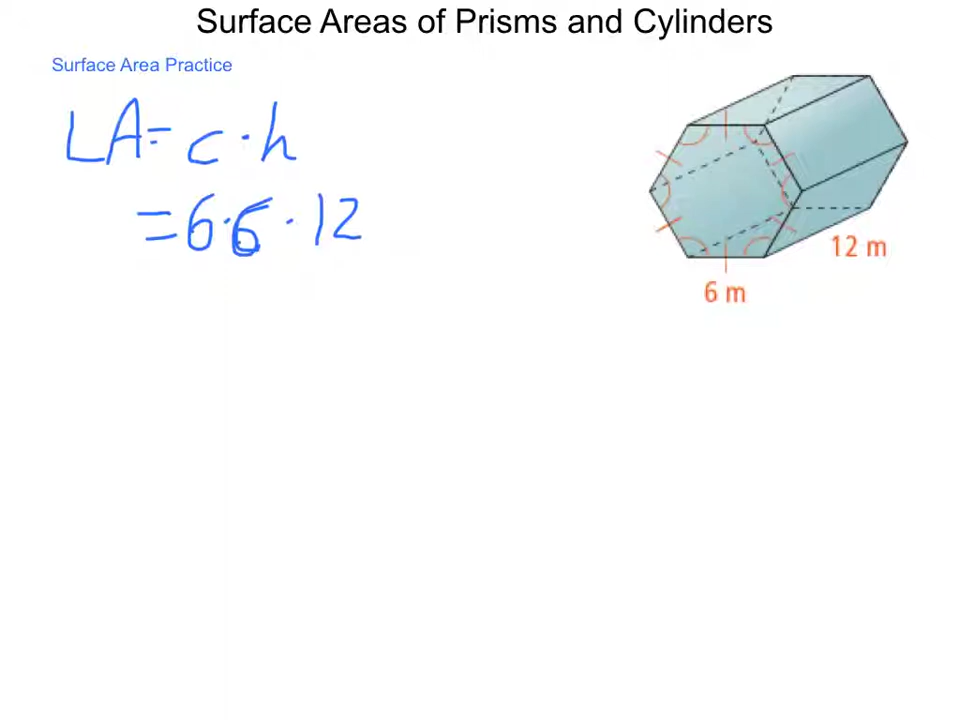 Surface Areas of Prisms and Cylinders
Surface Area Practice
LA = c · h
= 6 · 6 · 12
12 m
6 m